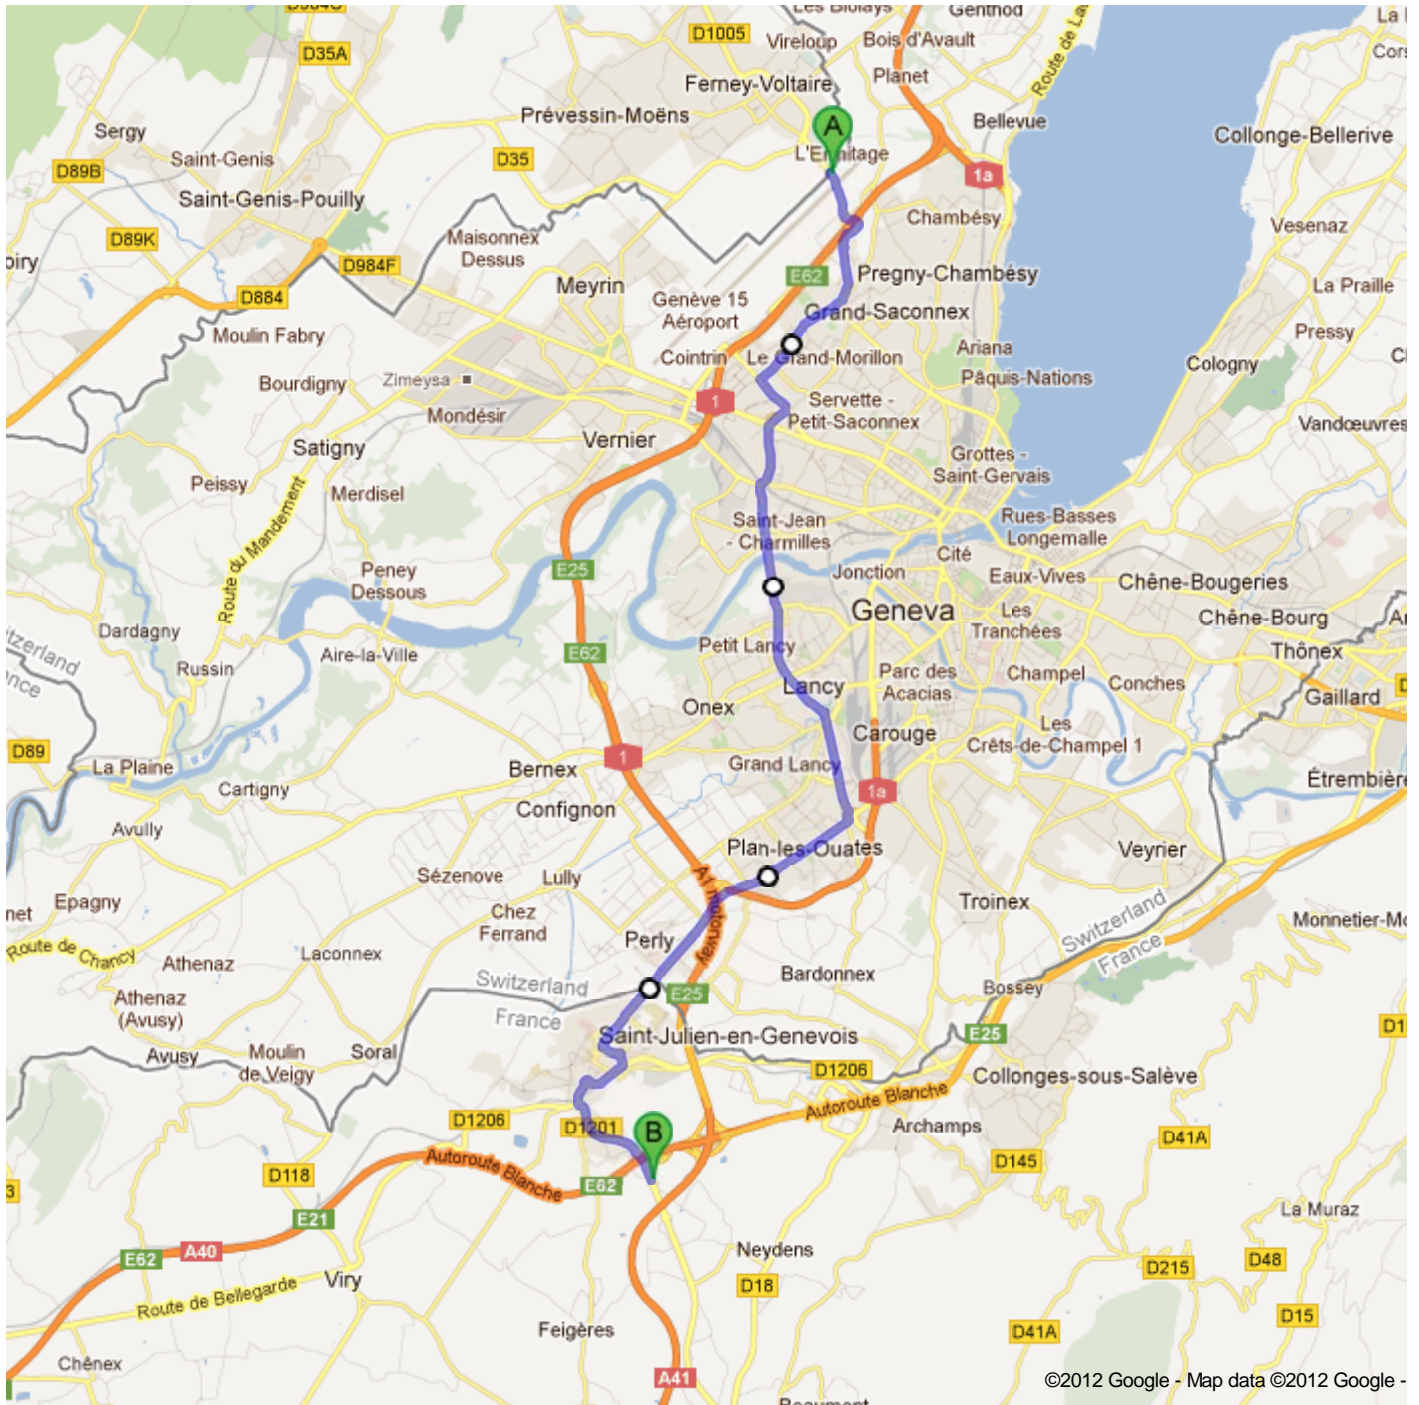 D984C
Les Biolays
Genthod
D35A
D1005
Vireloup
Bois d'Avault
Planet
Ferney-Voltaire
Prévessin-Moëns
Bellevue
Collonge-Bellerive
Sergy
Saint-Genis
D35
A
L'Ermitage
1a
D89B
Saint-Genis-Pouilly
Chambésy
Vesenaz
D89K
Maisonnex
Dessus
D984F
Meyrin
E62
Pregny-Chambésy
La Praille
D884
Genève 15
Aéroport
Grand-Saconnex
Moulin Fabry
Pressy
Cointrin
Le Grand-Morillon
Ariana
Cologny
Bourdigny
Zimeysa
Pâquis-Nations
Mondésir
1
Servette -
Petit-Saconnex
Vandœuvres
Satigny
Vernier
Grottes -
Saint-Gervais
Peissy
Merdisel
Route du Mandement
Saint-Jean
- Charmilles
Rues-Basses
Longemalle
Cité
E25
Peney
Dessous
Jonction
Eaux-Vives
Chêne-Bougeries
Geneva
Les
Tranchées
Chêne-Bourg
Dardagny
Petit Lancy
Thônex
E62
Aire-la-Ville
Russin
Parc des
Acacias
Champel
Conches
Lancy
Gaillard
Onex
D89
Carouge
Les
Crêts-de-Champel 1
La Plaine
1
Bernex
Grand Lancy
Étrembière
Cartigny
1a
Confignon
Avully
Plan-les-Ouates
Veyrier
Sézenove
Lully
A1 motorway
Epagny
Troinex
Chez
Ferrand
Switzerland
France
Route de Chancy
Perly
Laconnex
Athenaz
Bardonnex
Switzerland
France
E25
Bossey
Athenaz
(Avusy)
Saint-Julien-en-Genevois
E25
Avusy
Moulin
de Veigy
Soral
D1206
Collonges-sous-Salève
Autoroute Blanche
D1206
D1201
B
Archamps
D41A
Autoroute Blanche
D118
E62
D145
E21
La Muraz
E62
A40
Neydens
D48
D215
Viry
D18
Route de Bellegarde
D15
Feigères
D41A
Chênex
A41
©2012 Google - Map data ©2012 Google -